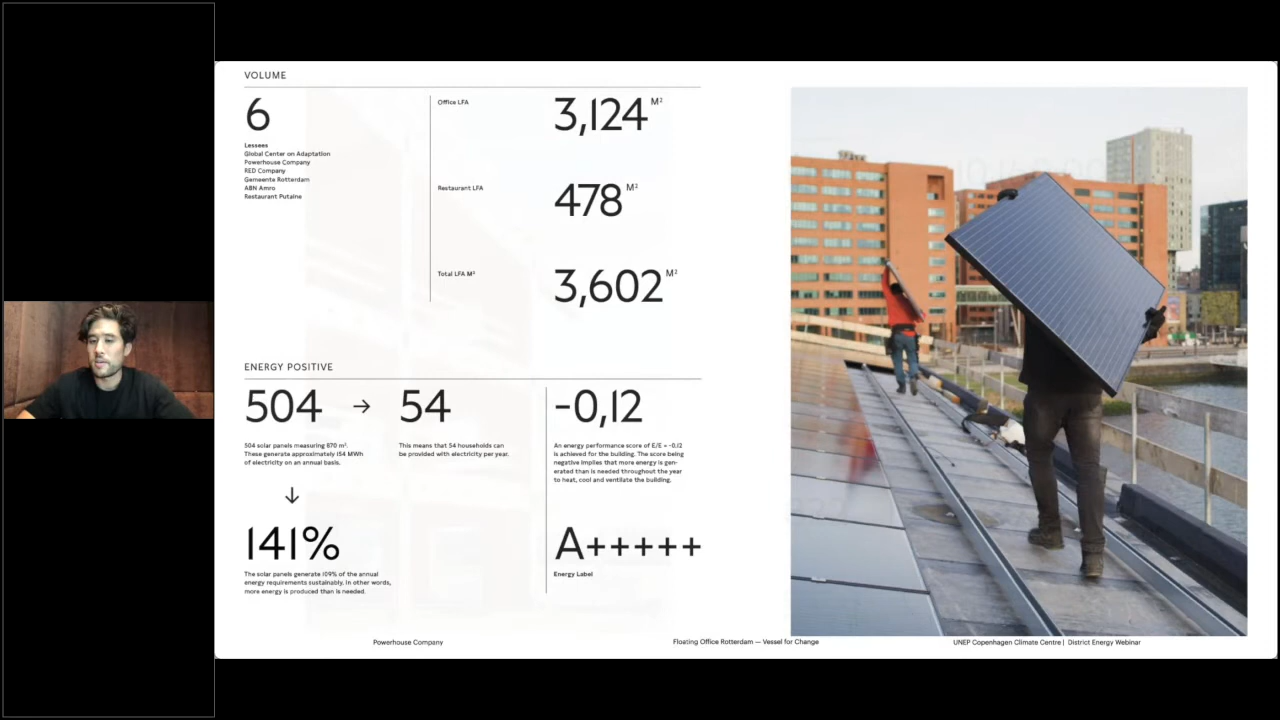 VOLUME
6
Lessees
Global Center on Adaptation
Powerhouse Company
RED Company
Gemeente Rotterdam
ABN Amro
Restaurant Putaine
Office LFA
3,124 M²
Restaurant LFA
478 M²
Total LFA M²
3,602 M²
ENERGY POSITIVE
504 → 54
504 solar panels measuring 870 m².
These generate approximately 154 MWh
of electricity on an annual basis.
This means that 54 households can
be provided with electricity per year.
↓
141%
The solar panels generate 109% of the annual
energy requirements sustainably. In other words,
more energy is produced than is needed.
-0,12
An energy performance score of E/E = -0,12
is achieved for the building. The score being
negative implies that more energy is gen-
erated than is needed throughout the year
to heat, cool and ventilate the building.
A+++++
Energy Label
Powerhouse Company
Floating Office Rotterdam — Vessel for Change
UNEP Copenhagen Climate Centre | District Energy Webinar